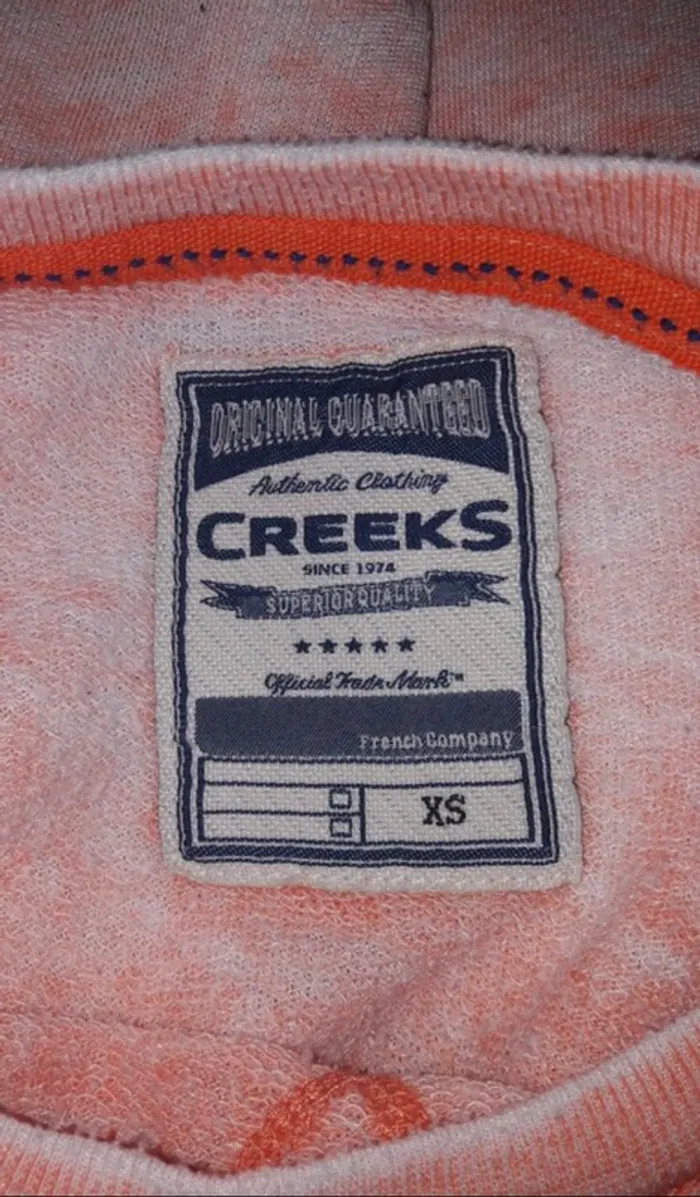 ORIGINAL GUARANTEED
Authentic Clothing
CREEKS
SINCE 1974
SUPERIOR QUALITY
Official Trade Mark™
French Company
XS